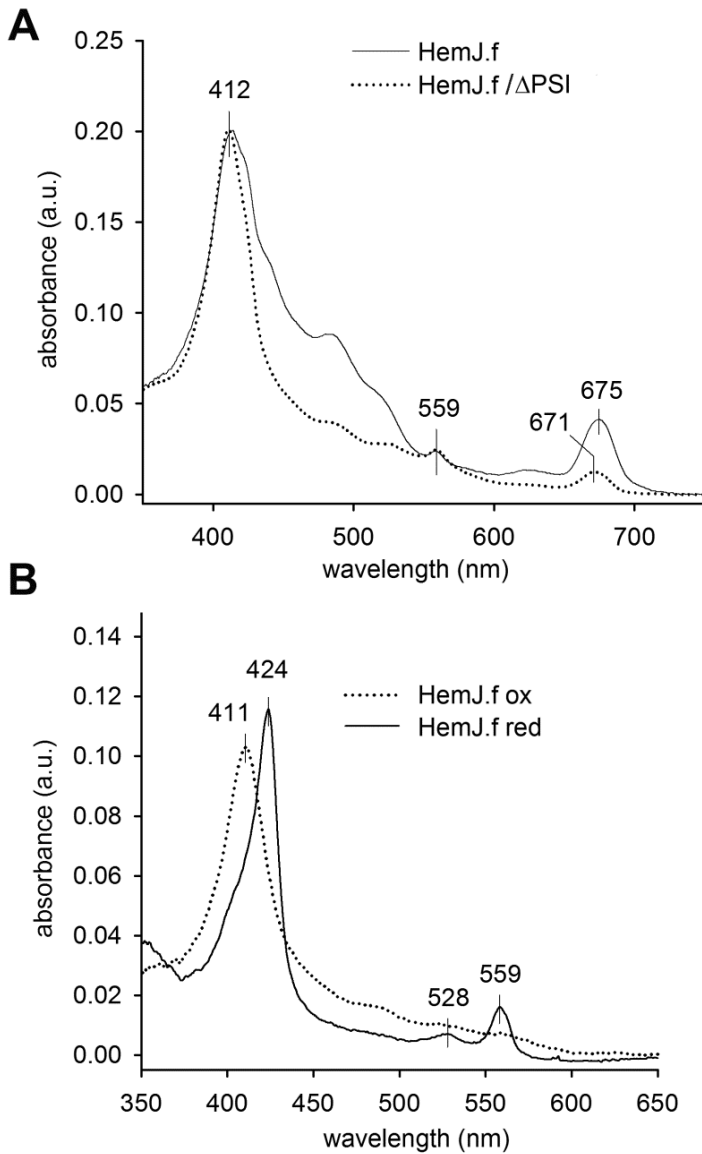 A
0.25
0.20
0.15
0.10
0.05
0.00
absorbance (a.u.)
HemJ.f
HemJ.f /ΔPSI
412
559
671
675
400 500 600 700
wavelength (nm)
B
0.14
0.12
0.10
0.08
0.06
0.04
0.02
0.00
absorbance (a.u.)
424
411
HemJ.f ox
HemJ.f red
528
559
350 400 450 500 550 600 650
wavelength (nm)